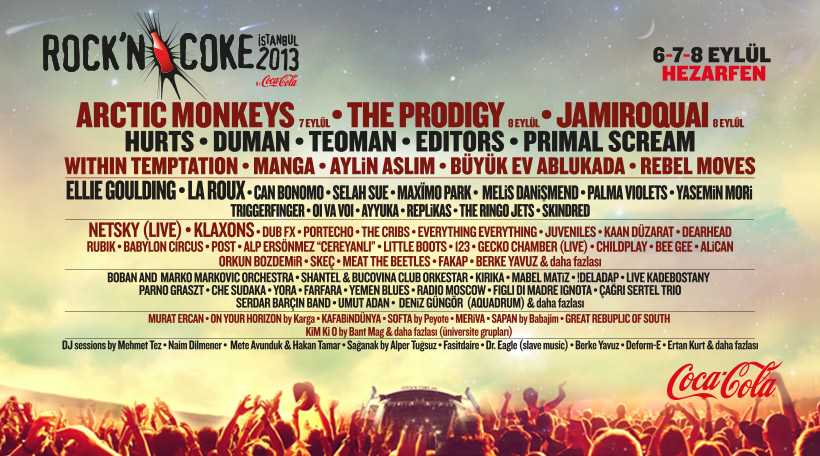 ROCK'N COKE İSTANBUL 2013
BY Coca-Cola
6-7-8 EYLÜL
HEZARFEN
ARCTIC MONKEYS 7 EYLÜL • THE PRODIGY 8 EYLÜL • JAMIROQUAI 8 EYLÜL
HURTS • DUMAN • TEOMAN • EDITORS • PRIMAL SCREAM
WITHIN TEMPTATION • MANGA • AYLİN ASLIM • BÜYÜK EV ABLUKADA • REBEL MOVES
ELLIE GOULDING • LA ROUX • CAN BONOMO • SELAH SUE • MAXÏMO PARK • MELİS DANİŞMEND • PALMA VIOLETS • YASEMİN MORİ
TRIGGERFINGER • OI VA VOI • AYYUKA • REPLİKAS • THE RINGO JETS • SKINDRED
NETSKY (LIVE) • KLAXONS • DUB FX • PORTECHO • THE CRIBS • EVERYTHING EVERYTHING • JUVENILES • KAAN DÜZARAT • DEARHEAD
RUBIK • BABYLON CIRCUS • POST • ALP ERSÖNMEZ "CEREYANLI" • LITTLE BOOTS • 123 • GECKO CHAMBER (LIVE) • CHILDPLAY • BEE GEE • ALİCAN
ORKUN BOZDEMİR • SKEÇ • MEAT THE BEETLES • FAKAP • BERKE YAVUZ & daha fazlası
BOBAN AND MARKO MARKOVIC ORCHESTRA • SHANTEL & BUCOVINA CLUB ORKESTAR • KIRIKA • MABEL MATİZ • !DELADAP • LIVE KADEBOSTANY
PARNO GRASZT • CHE SUDAKA • YORA • FARFARA • YEMEN BLUES • RADIO MOSCOW • FIGLI DI MADRE IGNOTA • ÇAĞRI SERTEL TRIO
SERDAR BARÇIN BAND • UMUT ADAN • DENİZ GÜNGÖR (AQUADRUM) & daha fazlası
MURAT ERCAN • ON YOUR HORIZON by Karga • KAFABİNDÜNYA • SOFTA by Peyote • MERİVA • SAPAN by Babajim • GREAT REBUPLIC OF SOUTH
KİM Kİ O by Bant Mag & daha fazlası (üniversite grupları)
DJ sessions by Mehmet Tez • Naim Dilmener • Mete Avunduk & Hakan Tamar • Sağanak by Alper Tuğsuz • Fasitdaire • Dr. Eagle (slave music) • Berke Yavuz • Deform-E • Ertan Kurt & daha fazlası
Coca-Cola
ROCK'N COKE